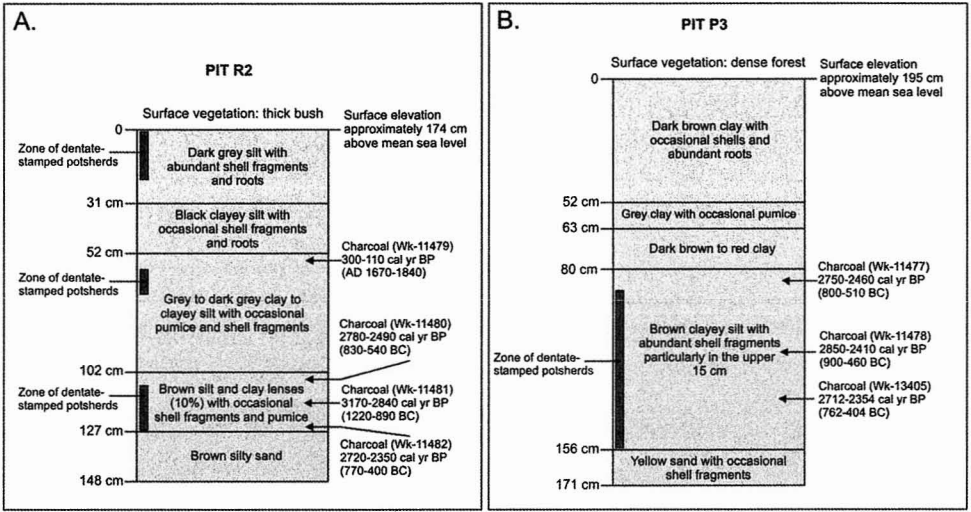 A.
PIT R2
Surface vegetation: thick bush
Surface elevation
approximately 174 cm
above mean sea level
0
Zone of dentate-
stamped potsherds
Dark grey silt with
abundant shell fragments
and roots
31 cm
Black clayey silt with
occasional shell fragments
and roots
52 cm
Charcoal (Wk-11479)
300-110 cal yr BP
(AD 1670-1840)
Zone of dentate-
stamped potsherds
Grey to dark grey clay to
clayey silt with occasional
pumice and shell fragments
Charcoal (Wk-11480)
2780-2490 cal yr BP
(830-540 BC)
102 cm
Zone of dentate-
stamped potsherds
Brown silt and clay lenses
(10%) with occasional
shell fragments and pumice
Charcoal (Wk-11481)
3170-2840 cal yr BP
(1220-890 BC)
127 cm
Charcoal (Wk-11482)
2720-2350 cal yr BP
(770-400 BC)
Brown silty sand
148 cm
B.
PIT P3
Surface vegetation: dense forest
Surface elevation
approximately 195 cm
above mean sea level
0
Dark brown clay with
occasional shells and
abundant roots
52 cm
Grey clay with occasional pumice
63 cm
Dark brown to red clay
80 cm
Charcoal (Wk-11477)
2750-2460 cal yr BP
(800-510 BC)
Brown clayey silt with
abundant shell fragments
particularly in the upper
15 cm
Charcoal (Wk-11478)
2850-2410 cal yr BP
(900-460 BC)
Zone of dentate-
stamped potsherds
Charcoal (Wk-13405)
2712-2354 cal yr BP
(762-404 BC)
156 cm
Yellow sand with occasional
shell fragments
171 cm